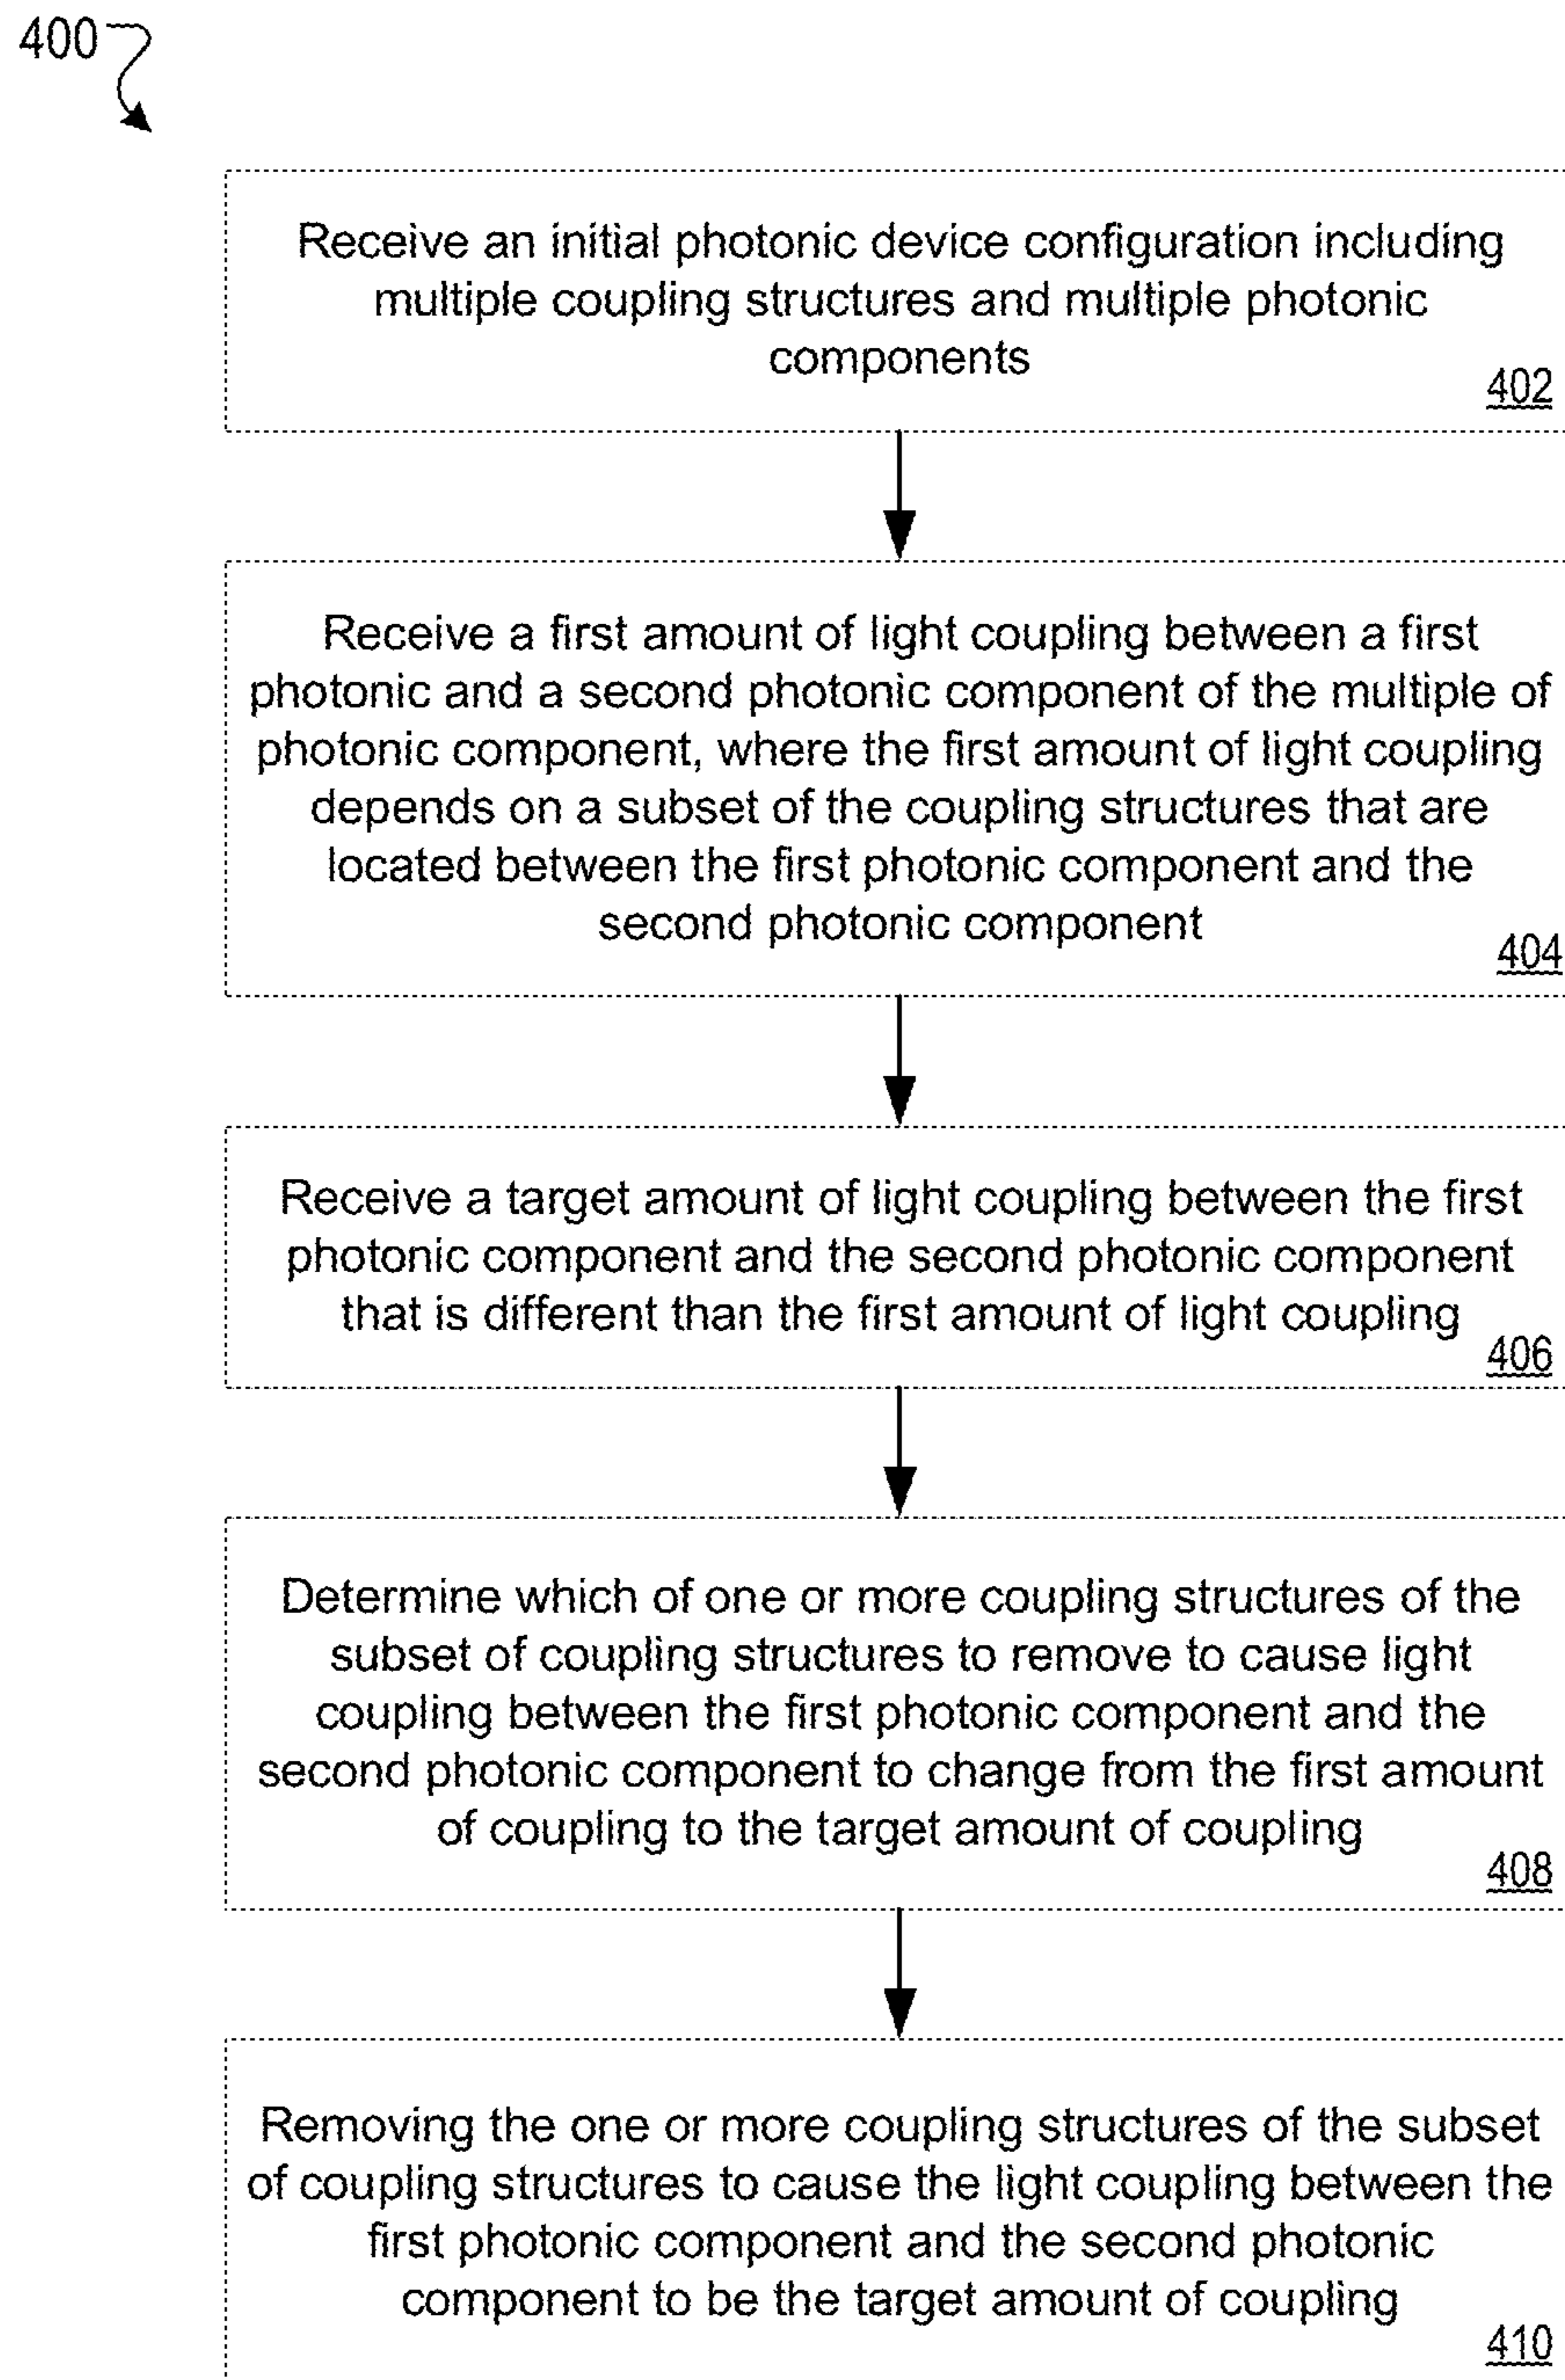 400
Receive an initial photonic device configuration including
multiple coupling structures and multiple photonic
components
402
Receive a first amount of light coupling between a first
photonic and a second photonic component of the multiple of
photonic component, where the first amount of light coupling
depends on a subset of the coupling structures that are
located between the first photonic component and the
second photonic component
404
Receive a target amount of light coupling between the first
photonic component and the second photonic component
that is different than the first amount of light coupling
406
Determine which of one or more coupling structures of the
subset of coupling structures to remove to cause light
coupling between the first photonic component and the
second photonic component to change from the first amount
of coupling to the target amount of coupling
408
Removing the one or more coupling structures of the subset
of coupling structures to cause the light coupling between the
first photonic component and the second photonic
component to be the target amount of coupling
410